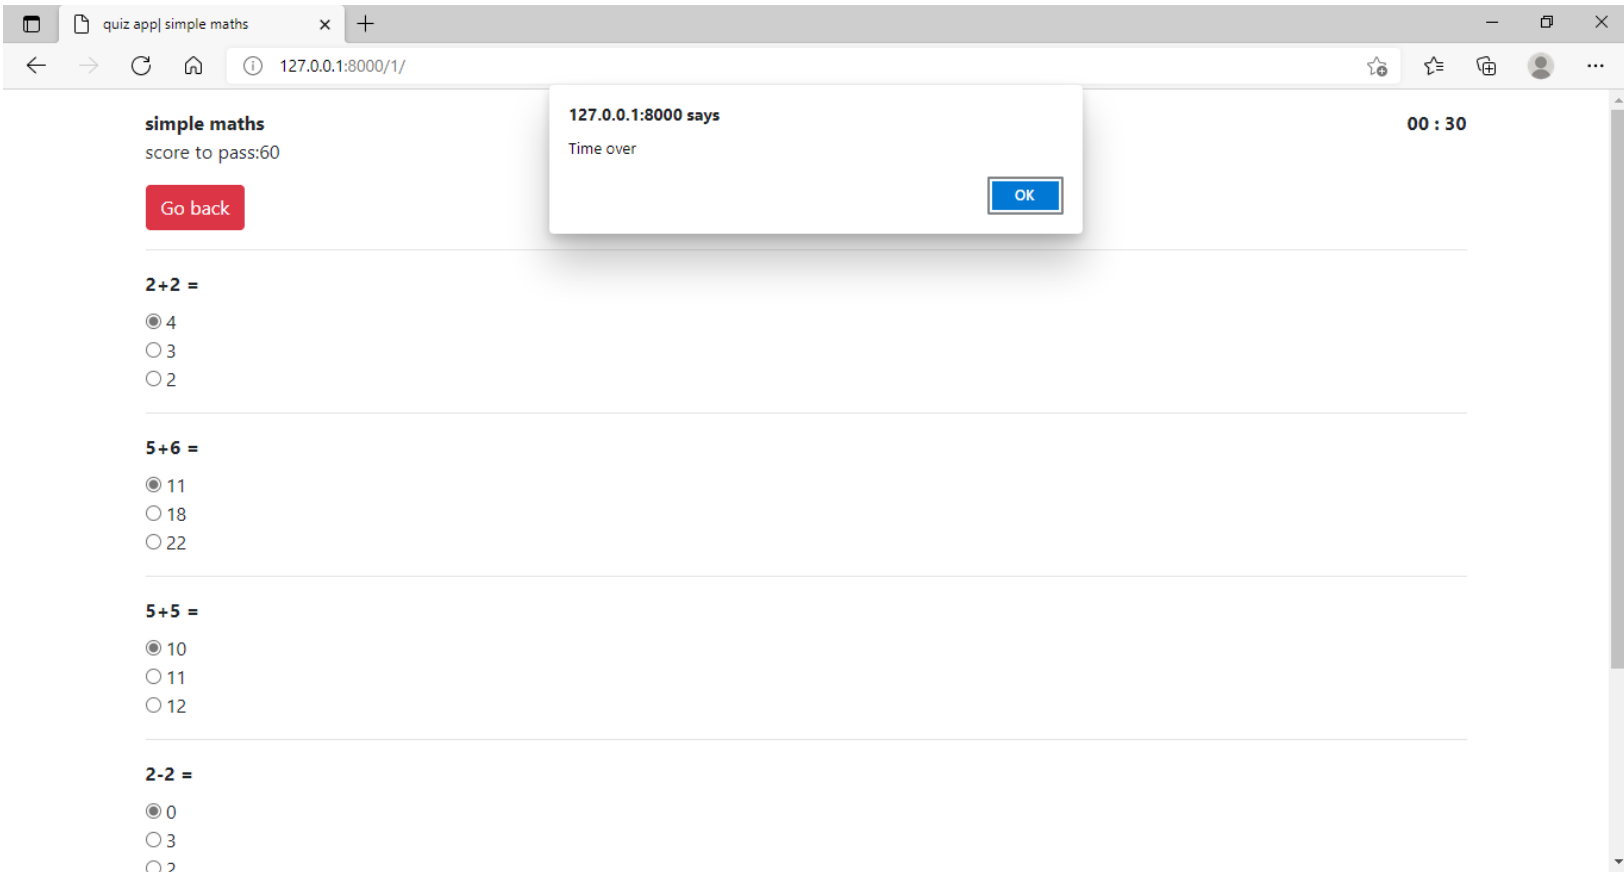 quiz app| simple maths
127.0.0.1:8000/1/
127.0.0.1:8000 says
Time over
OK
simple maths
00 : 30
score to pass:60
Go back
2+2 =
4
3
2
5+6 =
11
18
22
5+5 =
10
11
12
2-2 =
0
3
2